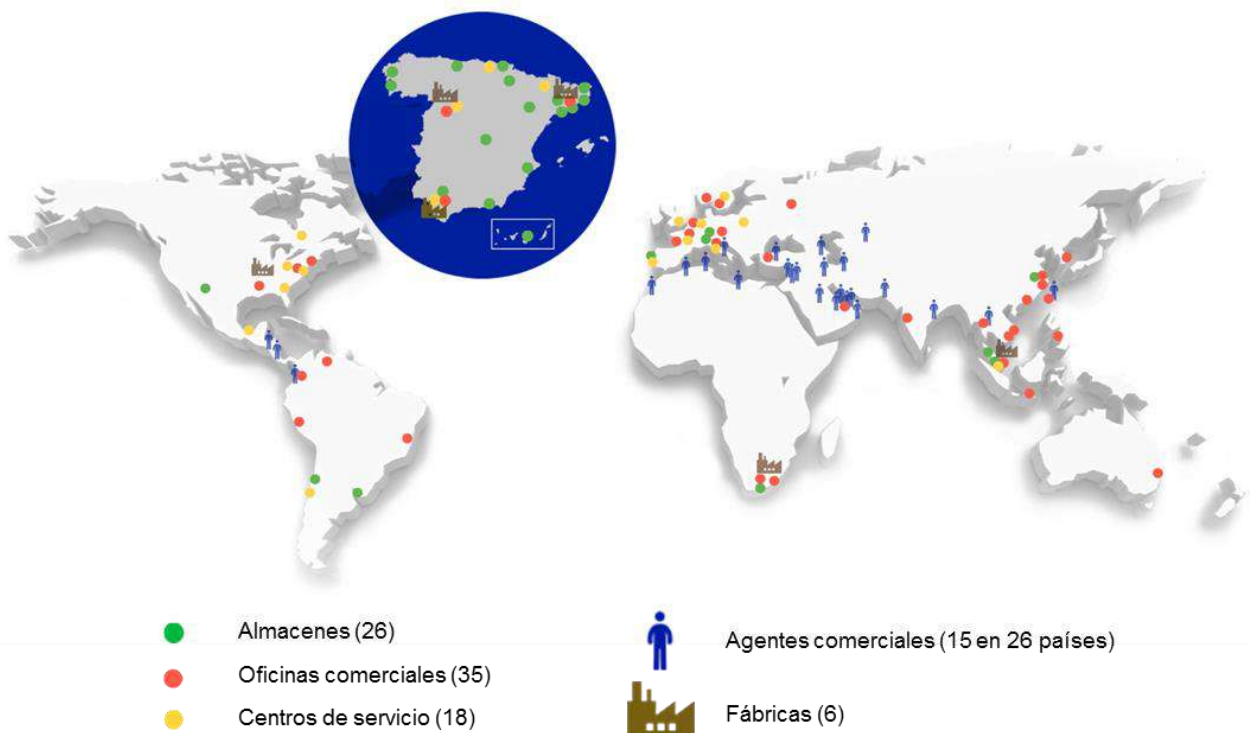 Almacenes (26)
Oficinas comerciales (35)
Centros de servicio (18)
Agentes comerciales (15 en 26 países)
Fábricas (6)